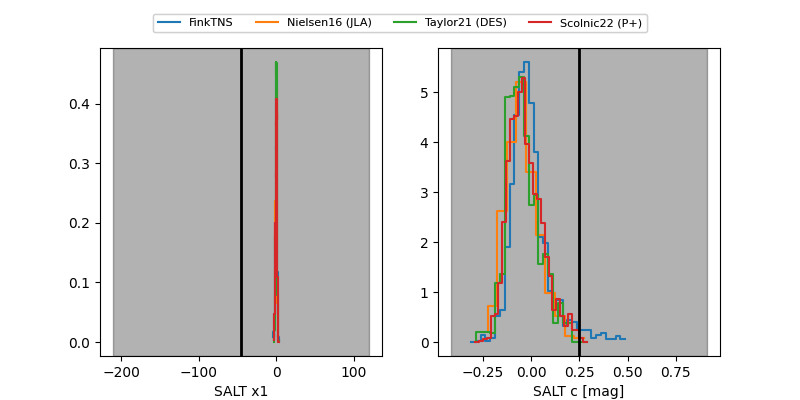 FinkTNS Nielsen16 (JLA) Taylor21 (DES) Scolnic22 (P+)
0.4
0.3
0.2
0.1
0.0
−200 −100 0 100
SALT x1
5
4
3
2
1
0
−0.25 0.00 0.25 0.50 0.75
SALT c [mag]